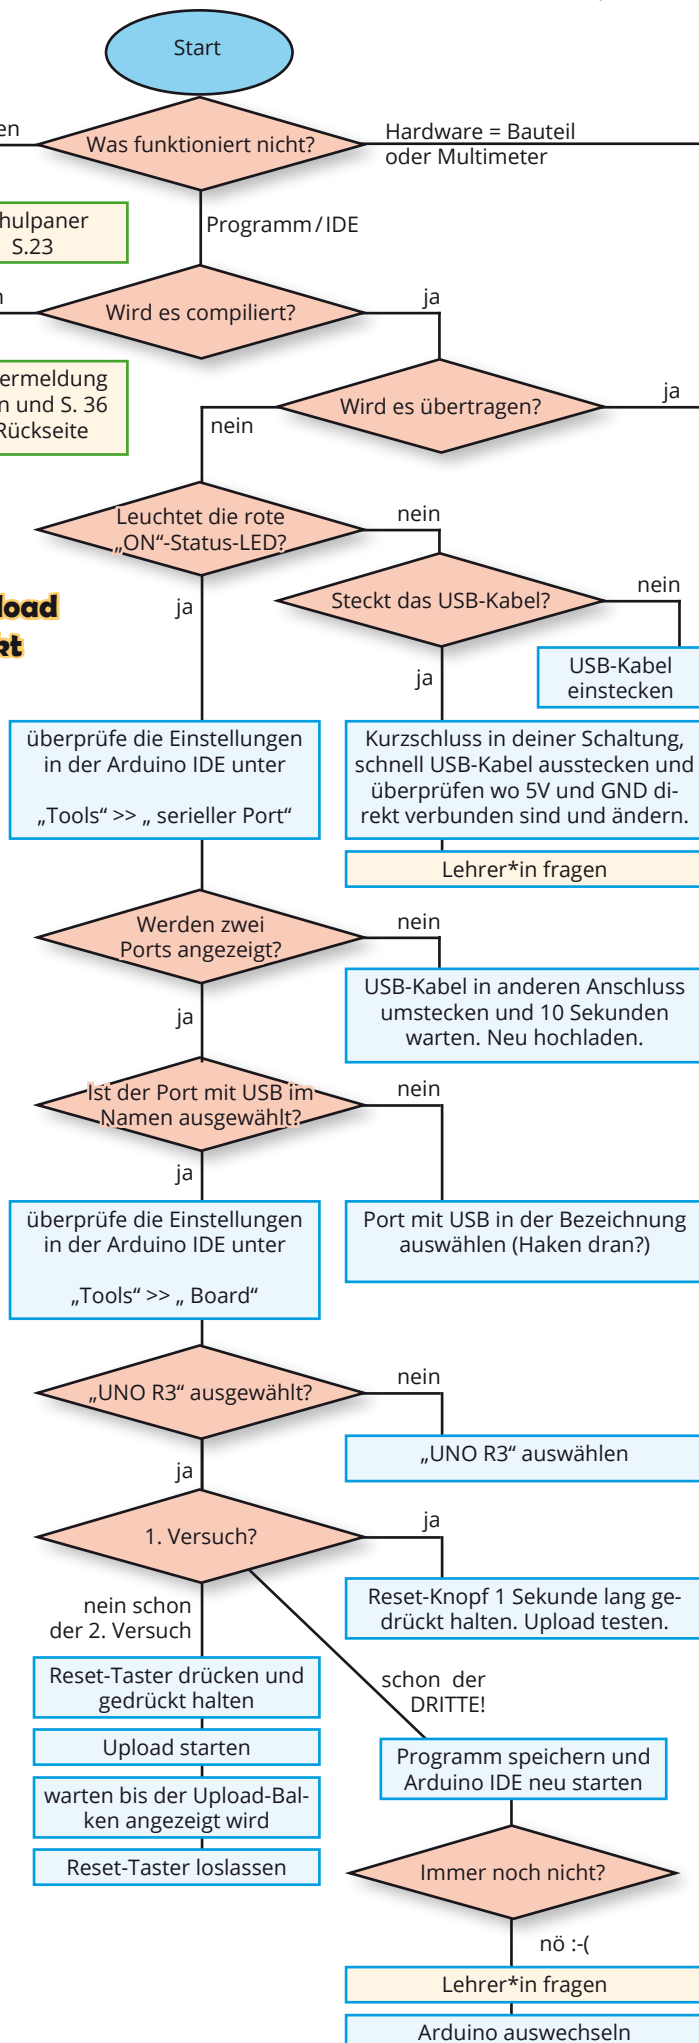 Start
en
Was funktioniert nicht?
Hardware = Bauteil
oder Multimeter
hulpaner
S.23
Programm/IDE
Wird es compiliert?
ja
ermeldung
n und S. 36
Rückseite
Wird es übertragen?
ja
nein
Leuchtet die rote
„ON“-Status-LED?
nein
load
kt
ja
Steckt das USB-Kabel?
nein
USB-Kabel
einstecken
ja
überprüfe die Einstellungen
in der Arduino IDE unter
„Tools“ >> „ serieller Port“
Kurzschluss in deiner Schaltung,
schnell USB-Kabel ausstecken und
überprüfen wo 5V und GND di-
rekt verbunden sind und ändern.
Lehrer*in fragen
Werden zwei
Ports angezeigt?
nein
USB-Kabel in anderen Anschluss
umstecken und 10 Sekunden
warten. Neu hochladen.
ja
Ist der Port mit USB im
Namen ausgewählt?
nein
ja
überprüfe die Einstellungen
in der Arduino IDE unter
„Tools“ >> „ Board“
Port mit USB in der Bezeichnung
auswählen (Haken dran?)
„UNO R3“ ausgewählt?
nein
„UNO R3“ auswählen
ja
1. Versuch?
ja
Reset-Knopf 1 Sekunde lang ge-
drückt halten. Upload testen.
nein schon
der 2. Versuch
Reset-Taster drücken und
gedrückt halten
Upload starten
warten bis der Upload-Bal-
ken angezeigt wird
Reset-Taster loslassen
schon der
DRITTE!
Programm speichern und
Arduino IDE neu starten
Immer noch nicht?
nö :-(
Lehrer*in fragen
Arduino auswechseln